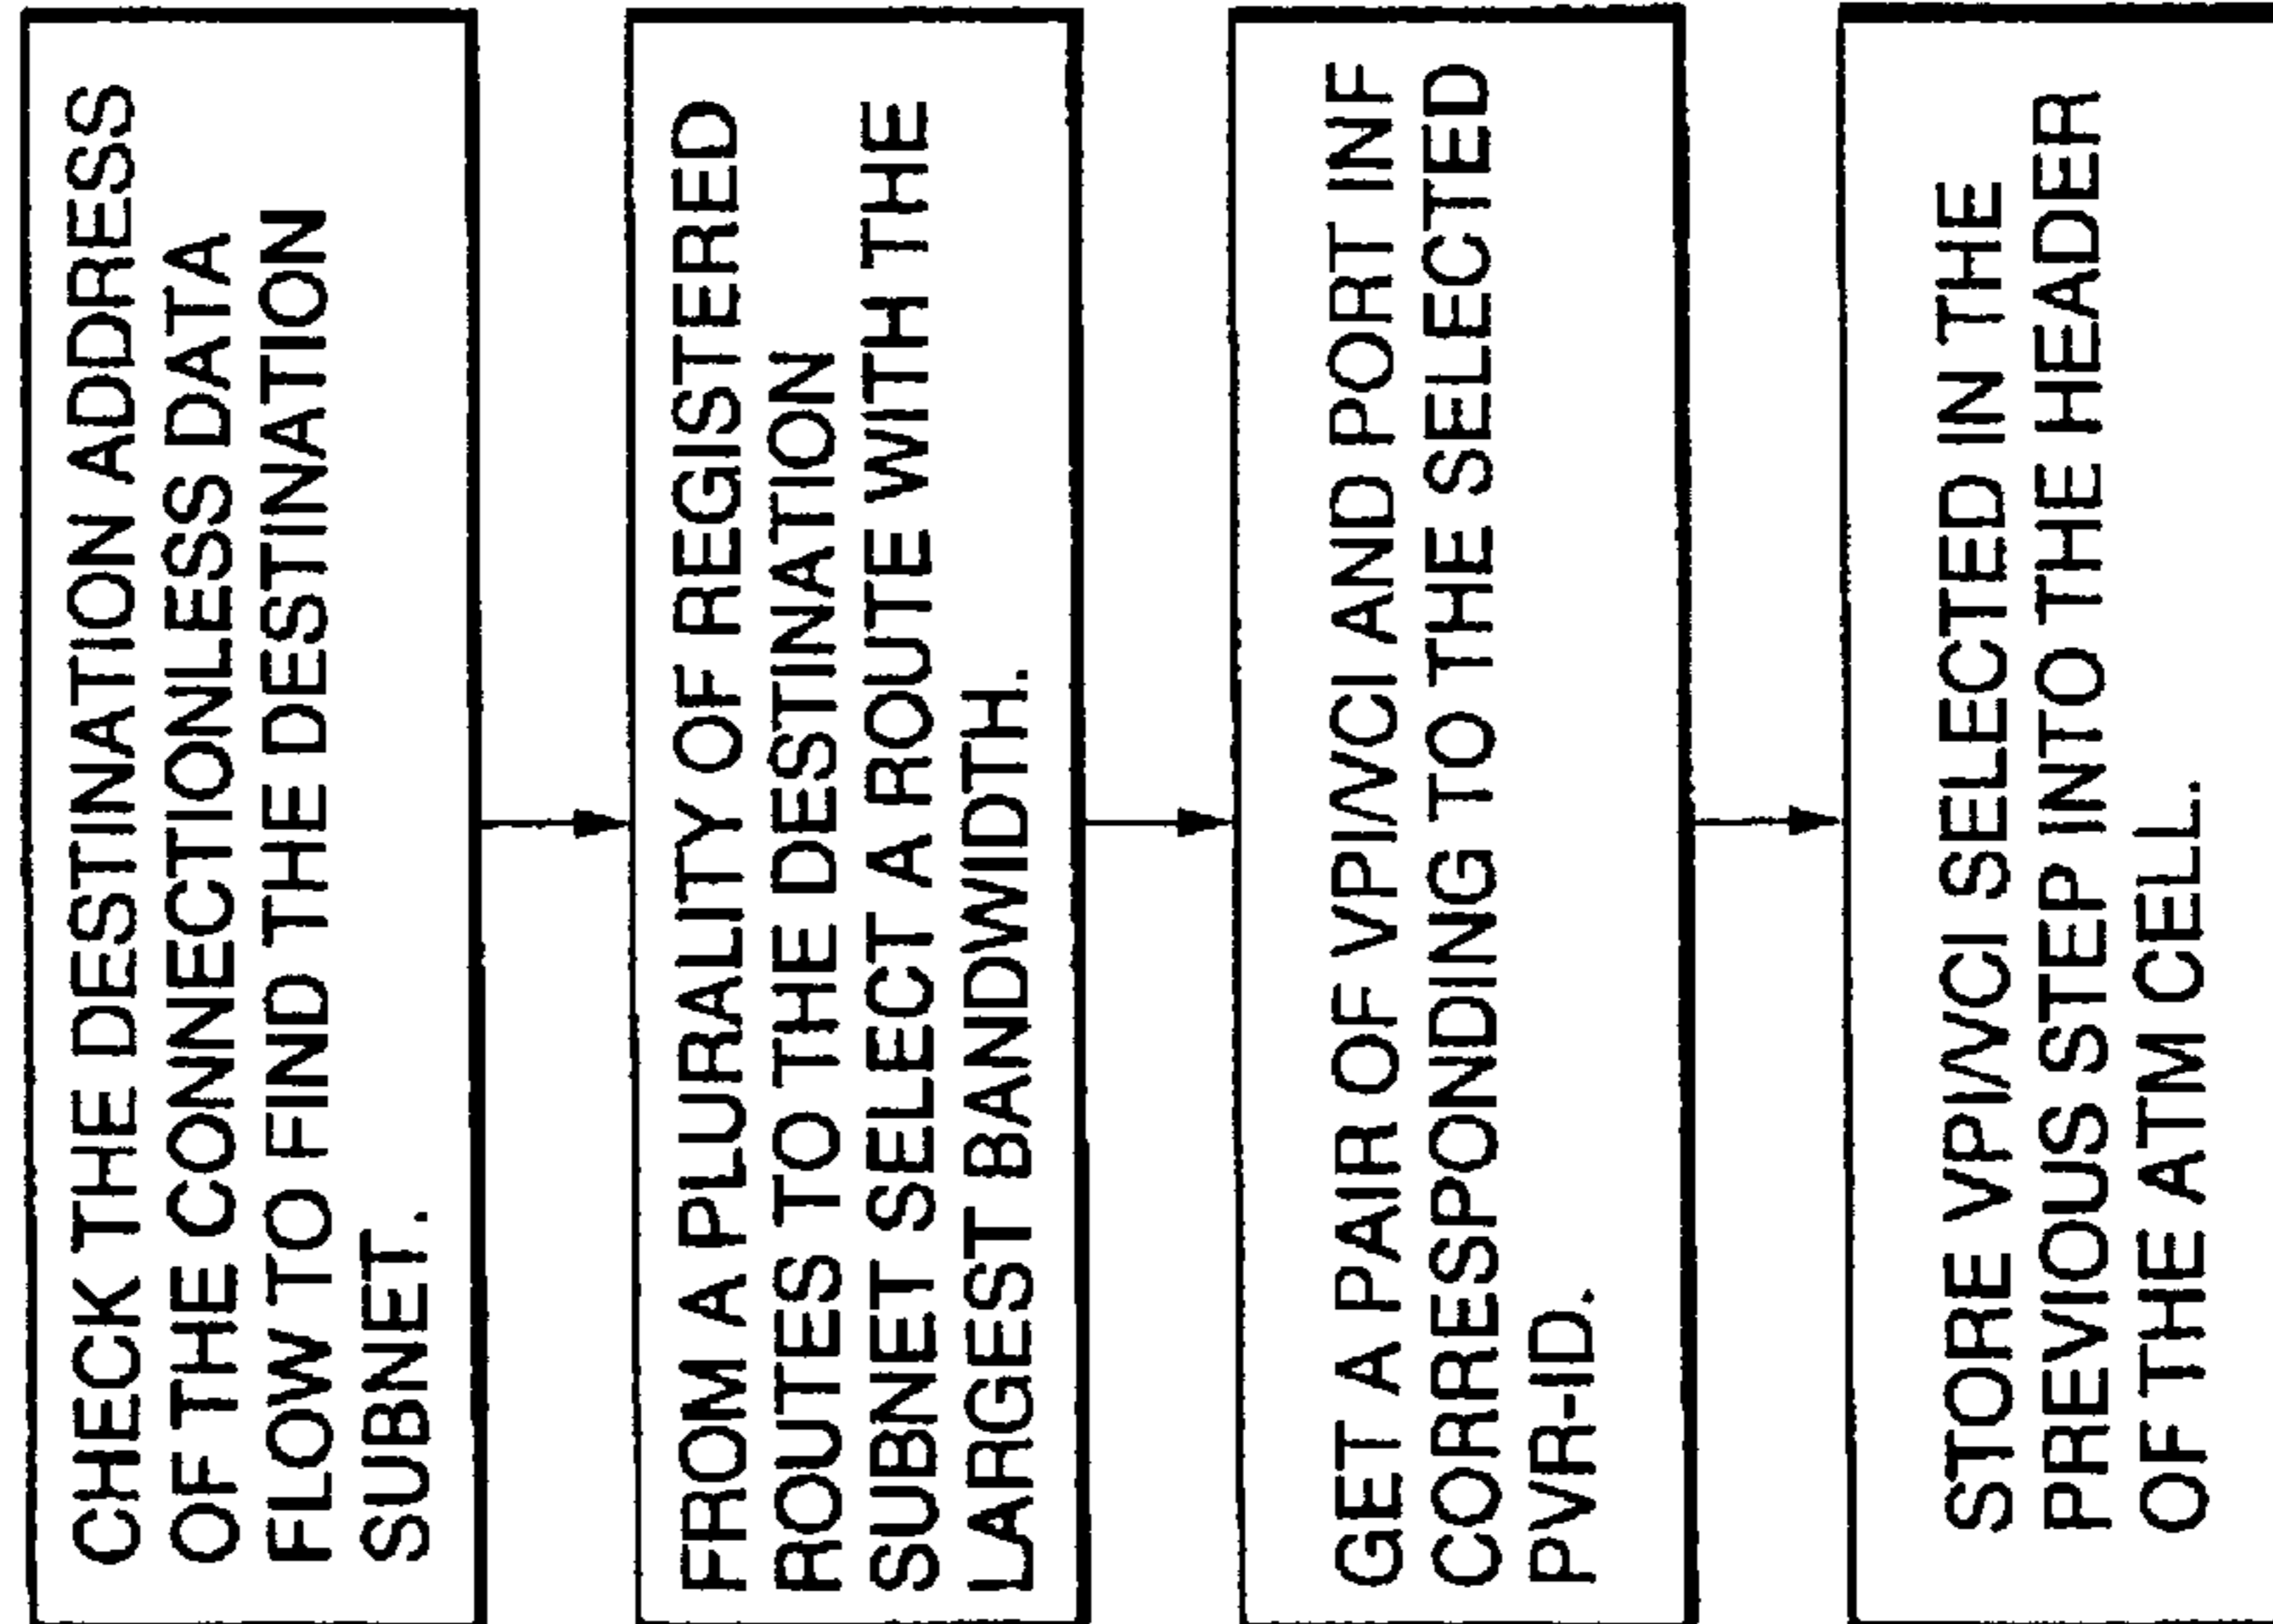 CHECK THE DESTINATION ADDRESS
OF THE CONNECTIONLESS DATA
FLOW TO FIND THE DESTINATION
SUBNET.
FROM A PLURALITY OF REGISTERED
ROUTES TO THE DESTINATION
SUBNET SELECT A ROUTE WITH THE
LARGEST BANDWIDTH.
GET A PAIR OF VPI/VCI AND PORT INF
CORRESPONDING TO THE SELECTED
PVR-ID.
STORE VPI/VCI SELECTED IN THE
PREVIOUS STEP INTO THE HEADER
OF THE ATM CELL.